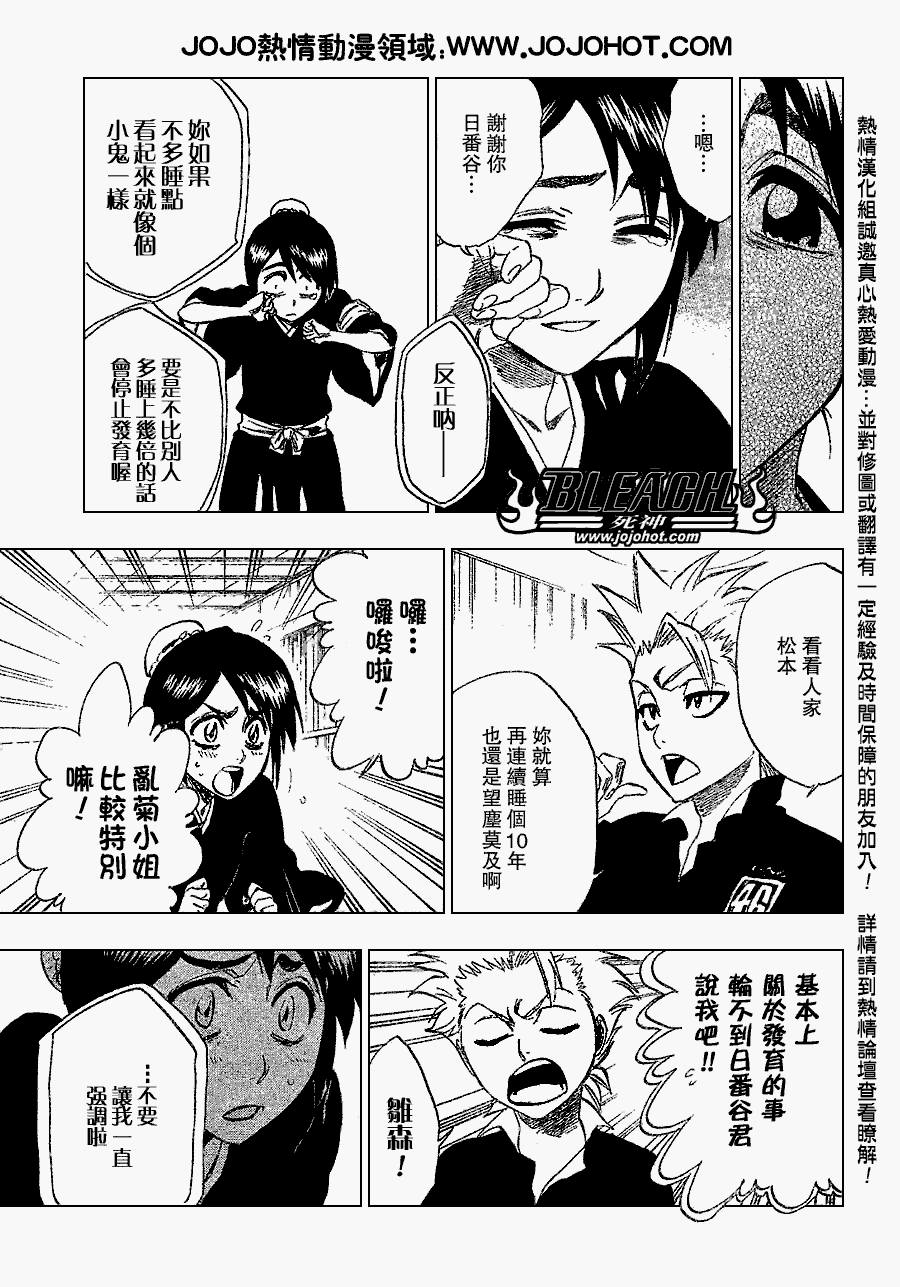 JOJO熱情動漫領域:WWW.JOJOHOT.COM
…嗯…
謝謝你
日番谷…
反正吶——
妳如果
不多睡點
看起來就像個
小鬼一樣
要是不比別人
多睡上幾倍的話
會停止發育喔
BLEACH
死神
www.jojohot.com
看看人家
松本
妳就算
再連續睡個10年
也還是望塵莫及啊
囉…
囉唆啦!
亂菊小姐
比較特別
嘛!
基本上
關於發育的事
輪不到日番谷君
說我吧!!
雛森!
…不要
讓我一直
強調啦
熱情漢化組誠邀真心熱愛動漫…並對修圖或翻譯有一定經驗及時間保障的朋友加入! 詳情請到熱情論壇查看瞭解!